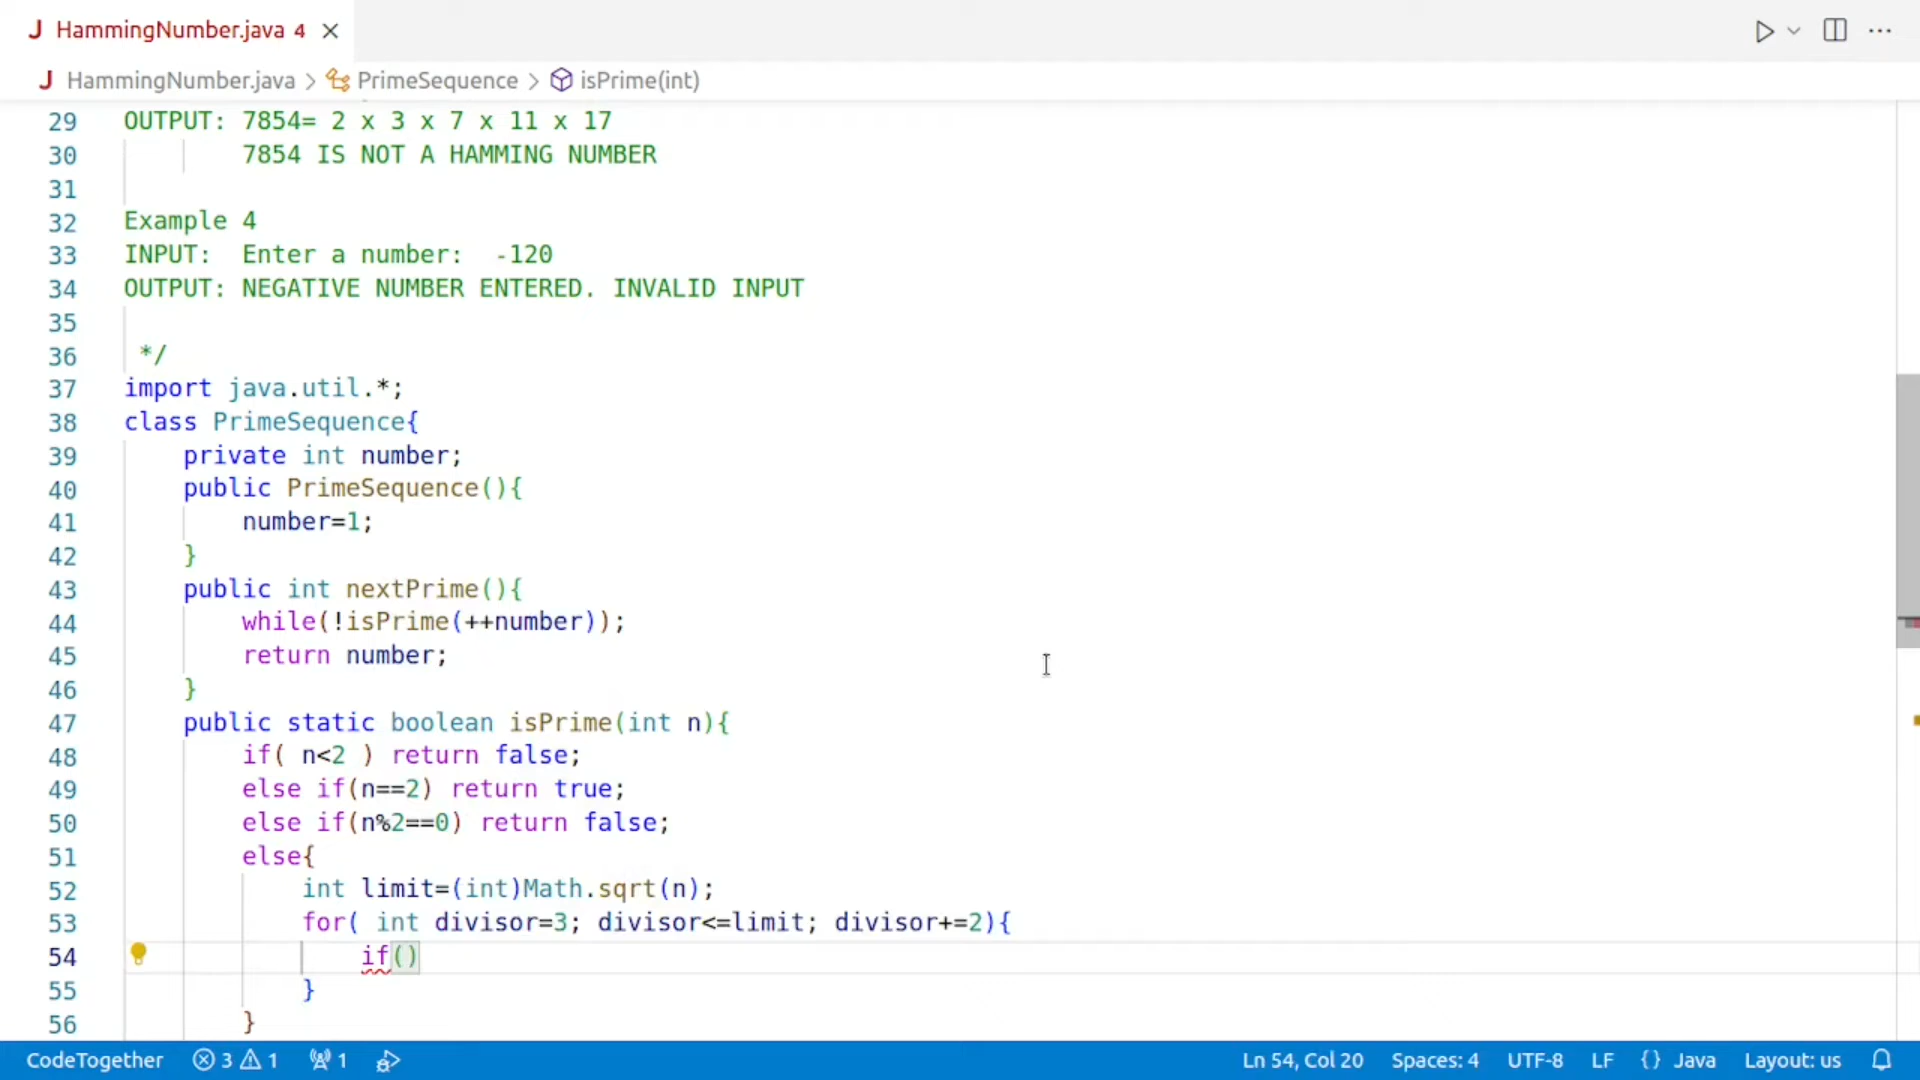 J HammingNumber.java 4
J HammingNumber.java > PrimeSequence > isPrime(int)
29 OUTPUT: 7854= 2 x 3 x 7 x 11 x 17
30 7854 IS NOT A HAMMING NUMBER
31
32 Example 4
33 INPUT:  Enter a number:  -120
34 OUTPUT: NEGATIVE NUMBER ENTERED. INVALID INPUT
35
36 */
37 import java.util.*;
38 class PrimeSequence{
39     private int number;
40     public PrimeSequence(){
41         number=1;
42     }
43     public int nextPrime(){
44         while(!isPrime(++number));
45         return number;
46     }
47     public static boolean isPrime(int n){
48         if( n<2 ) return false;
49         else if(n==2) return true;
50         else if(n%2==0) return false;
51         else{
52             int limit=(int)Math.sqrt(n);
53             for( int divisor=3; divisor<=limit; divisor+=2){
54                 if()
55             }
56         }
CodeTogether 3 1 1 Ln 54, Col 20 Spaces: 4 UTF-8 LF {} Java Layout: us